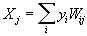 X_j = ∑_i y_i W_ij